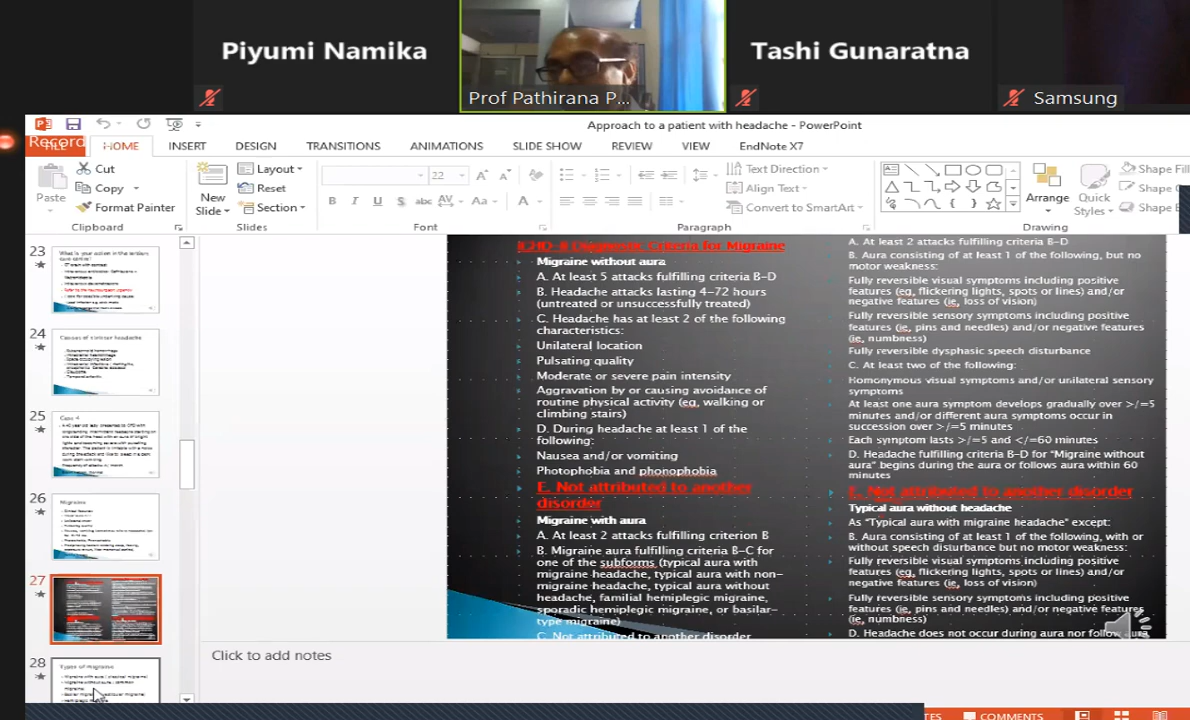 Piyumi Namika
Prof Pathirana P...
Tashi Gunaratna
Samsung
Approach to a patient with headache - PowerPoint
Record
FILE
HOME
INSERT
DESIGN
TRANSITIONS
ANIMATIONS
SLIDE SHOW
REVIEW
VIEW
EndNote X7
Paste
Cut
Copy
Format Painter
Clipboard
New
Slide
Layout
Reset
Section
Slides
22
B I U S abc AV Aa A
Font
Paragraph
Text Direction
Align Text
Convert to SmartArt
Arrange
Quick
Styles
Shape Fill
Shape
Shape
Drawing
23
24
Causes of sinister headache
25
Case 4
26
Migraine
27
28
Types of migraine
ICHD-II Diagnostic Criteria for Migraine
Migraine without aura
A. At least 5 attacks fulfilling criteria B-D
B. Headache attacks lasting 4-72 hours
(untreated or unsuccessfully treated)
C. Headache has at least 2 of the following
characteristics:
Unilateral location
Pulsating quality
Moderate or severe pain intensity
Aggravation by or causing avoidance of
routine physical activity (eg, walking or
climbing stairs)
D. During headache at least 1 of the
following:
Nausea and/or vomiting
Photophobia and phonophobia
E. Not attributed to another
disorder
Migraine with aura
A. At least 2 attacks fulfilling criterion B
B. Migraine aura fulfilling criteria B-C for
one of the subforms (typical aura with
migraine headache, typical aura with non-
migraine headache, typical aura without
headache, familial hemiplegic migraine,
sporadic hemiplegic migraine, or basilar-
type migraine)
C. Not attributed to another disorder
A. At least 2 attacks fulfilling criteria B-D
B. Aura consisting of at least 1 of the following, but no
motor weakness:
Fully reversible visual symptoms including positive
features (eg, flickering lights, spots or lines) and/or
negative features (ie, loss of vision)
Fully reversible sensory symptoms including positive
features (ie, pins and needles) and/or negative features
(ie, numbness)
Fully reversible dysphasic speech disturbance
C. At least two of the following:
Homonymous visual symptoms and/or unilateral sensory
symptoms
At least one aura symptom develops gradually over >/=5
minutes and/or different aura symptoms occur in
succession over >/=5 minutes
Each symptom lasts >/=5 and </=60 minutes
D. Headache fulfilling criteria B-D for "Migraine without
aura" begins during the aura or follows aura within 60
minutes
E. Not attributed to another disorder
Typical aura without headache
As "Typical aura with migraine headache" except:
B. Aura consisting of at least 1 of the following, with or
without speech disturbance but no motor weakness:
Fully reversible visual symptoms including positive
features (eg, flickering lights, spots or lines) and/or
negative features (ie, loss of vision)
Fully reversible sensory symptoms including positive
features (ie, pins and needles) and/or negative features
(ie, numbness)
D. Headache does not occur during aura nor follow aura
Click to add notes
TES
COMMENTS